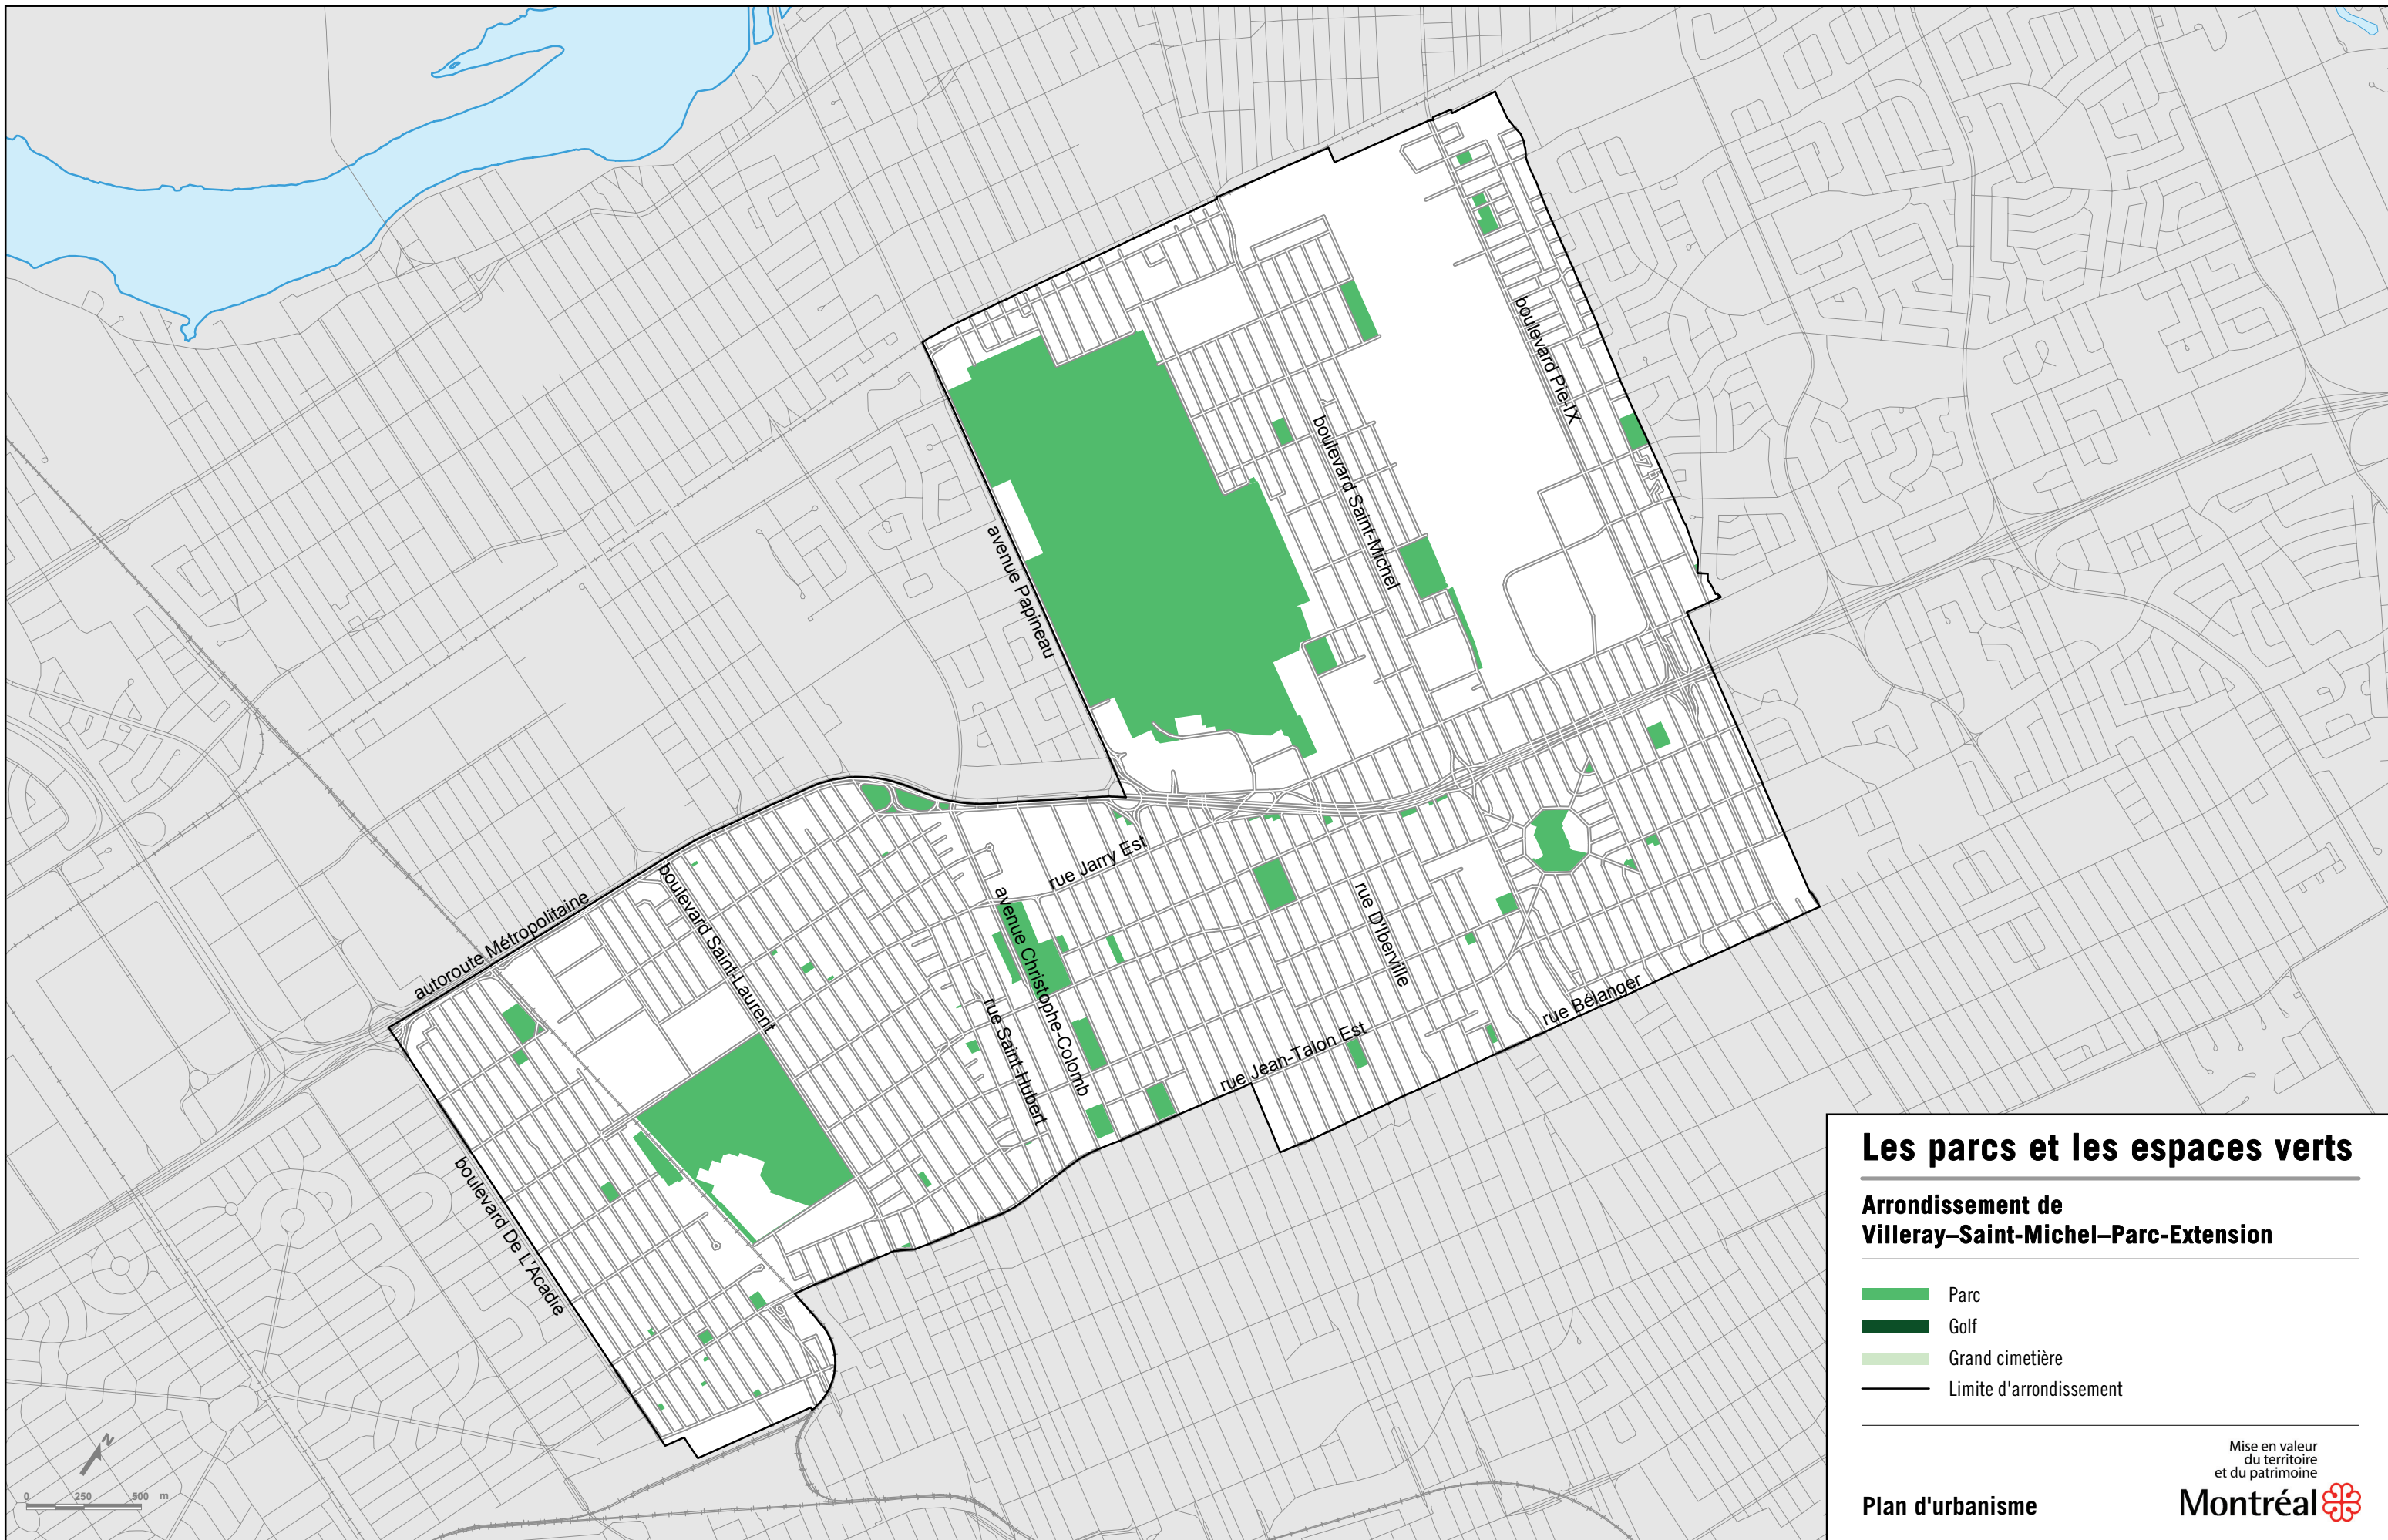 boulevard Pie-IX
boulevard Saint-Michel
avenue Papineau
rue Jarry Est
autoroute Métropolitaine
boulevard Saint-Laurent
avenue Christophe-Colomb
rue D'Iberville
rue Saint-Hubert
rue Jean-Talon Est
rue Bélanger
boulevard De L'Acadie
N
0 250 500 m
Les parcs et les espaces verts
Arrondissement de
Villeray–Saint-Michel–Parc-Extension
Parc
Golf
Grand cimetière
Limite d'arrondissement
Mise en valeur
du territoire
et du patrimoine
Plan d'urbanisme
Montréal